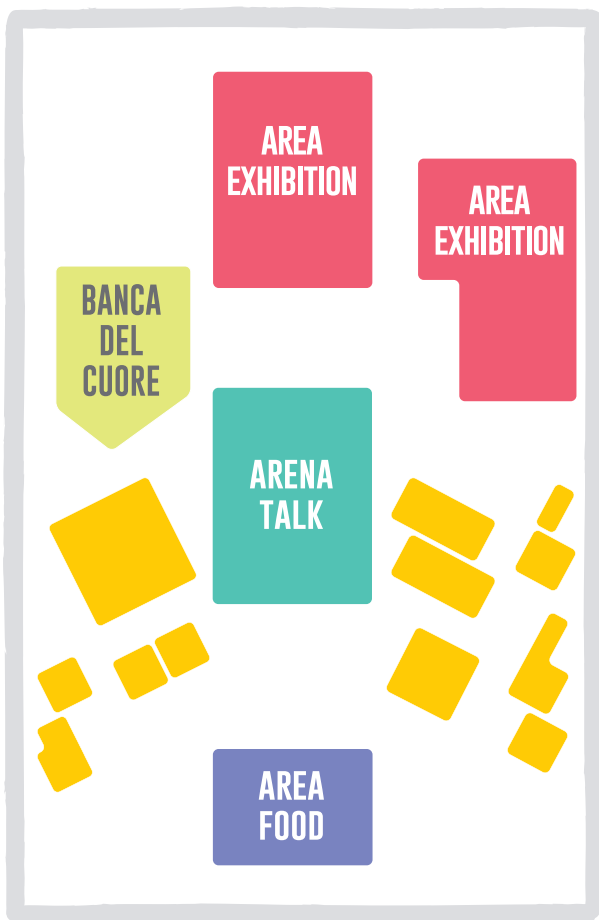 AREA
EXHIBITION
AREA
EXHIBITION
BANCA
DEL
CUORE
ARENA
TALK
AREA
FOOD